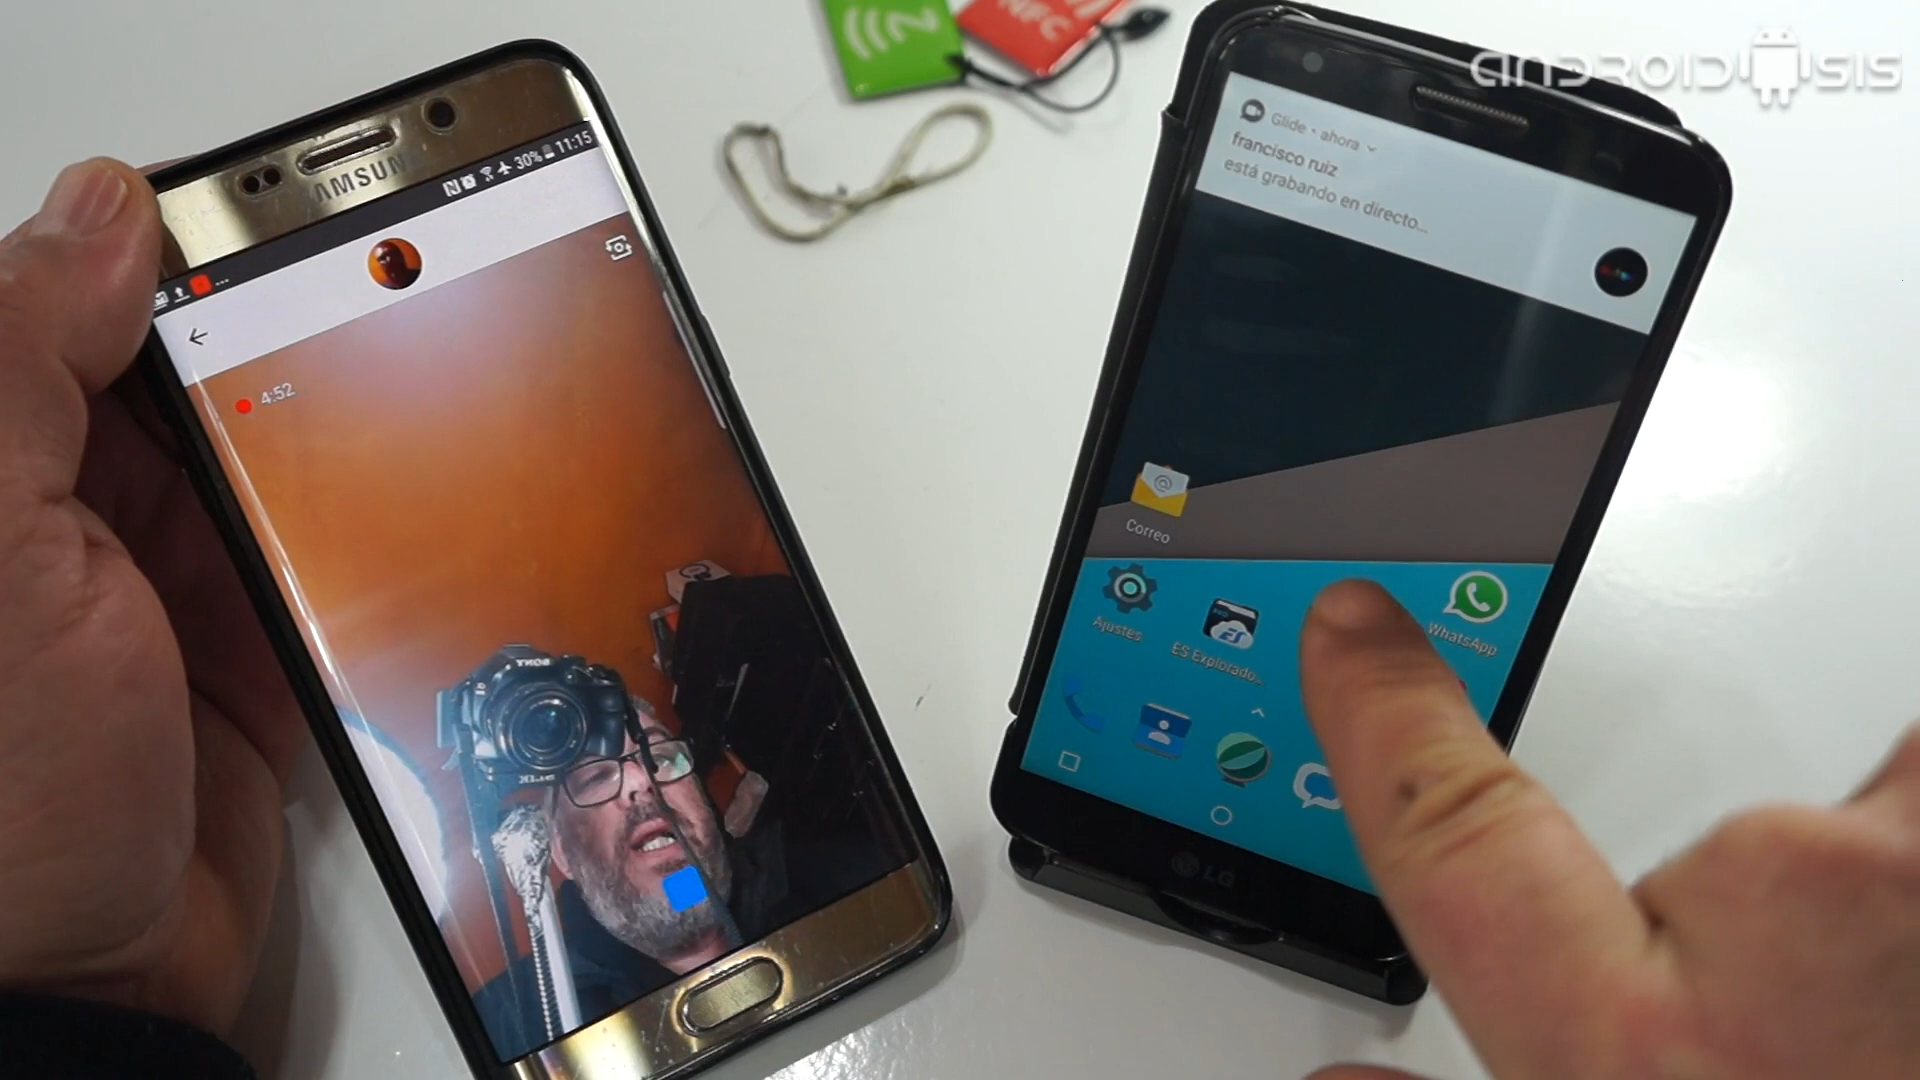 ANDROIDSIS
NFC
SAMSUNG
30% 11:15
4:52
SONY
Glide • ahora
francisco ruiz
está grabando en directo...
Correo
Ajustes
ES Explorado...
WhatsApp
LG